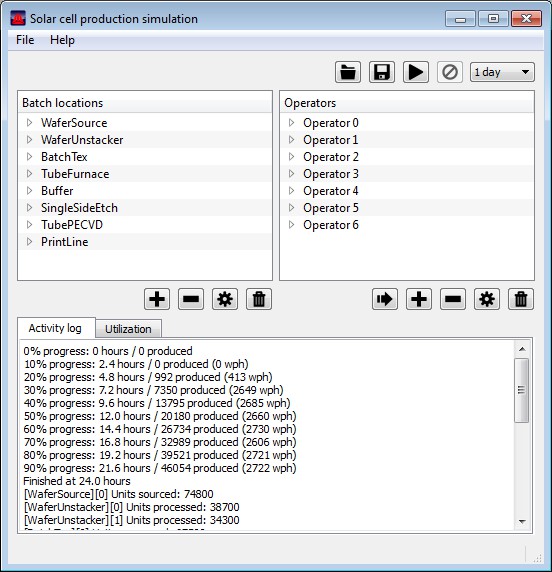 Solar cell production simulation
File Help
1 day
Batch locations
WaferSource
WaferUnstacker
BatchTex
TubeFurnace
Buffer
SingleSideEtch
TubePECVD
PrintLine
Operators
Operator 0
Operator 1
Operator 2
Operator 3
Operator 4
Operator 5
Operator 6
Activity log Utilization
0% progress: 0 hours / 0 produced
10% progress: 2.4 hours / 0 produced (0 wph)
20% progress: 4.8 hours / 992 produced (413 wph)
30% progress: 7.2 hours / 7350 produced (2649 wph)
40% progress: 9.6 hours / 13795 produced (2685 wph)
50% progress: 12.0 hours / 20180 produced (2660 wph)
60% progress: 14.4 hours / 26734 produced (2730 wph)
70% progress: 16.8 hours / 32989 produced (2606 wph)
80% progress: 19.2 hours / 39521 produced (2721 wph)
90% progress: 21.6 hours / 46054 produced (2722 wph)
Finished at 24.0 hours
[WaferSource][0] Units sourced: 74800
[WaferUnstacker][0] Units processed: 38700
[WaferUnstacker][1] Units processed: 34300